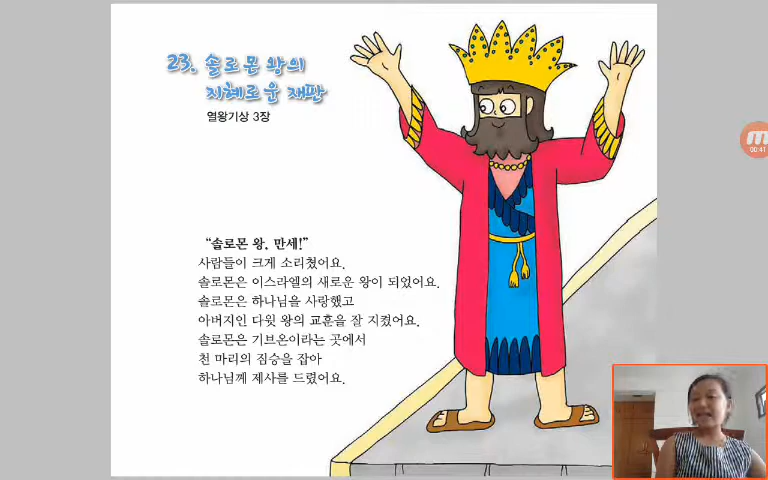 23. 솔로몬 왕의
지혜로운 재판
열왕기상 3장
“솔로몬 왕, 만세!”
사람들이 크게 소리쳤어요.
솔로몬은 이스라엘의 새로운 왕이 되었어요.
솔로몬은 하나님을 사랑했고
아버지인 다윗 왕의 교훈을 잘 지켰어요.
솔로몬은 기브온이라는 곳에서
천 마리의 짐승을 잡아
하나님께 제사를 드렸어요.
00:41